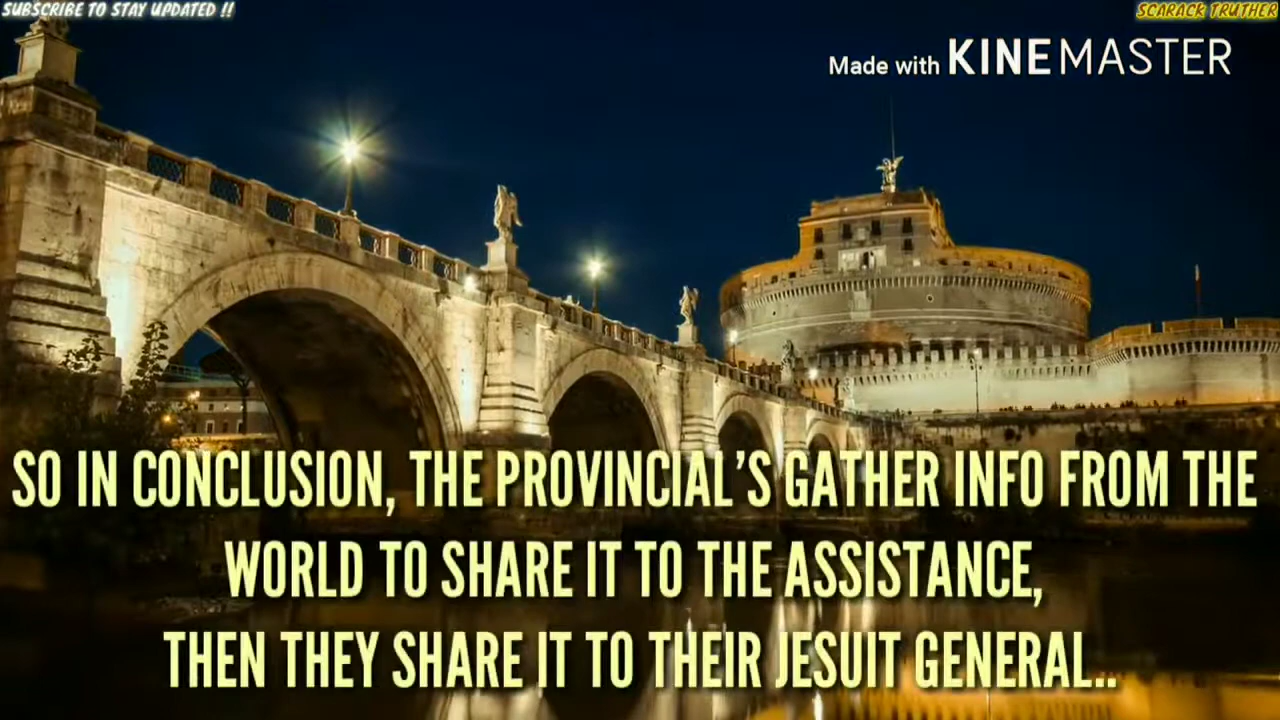 SUBSCRIBE TO STAY UPDATED !!
SCARACK TRUTHER
Made with KINEMASTER
SO IN CONCLUSION, THE PROVINCIAL’S GATHER INFO FROM THE
WORLD TO SHARE IT TO THE ASSISTANCE,
THEN THEY SHARE IT TO THEIR JESUIT GENERAL..